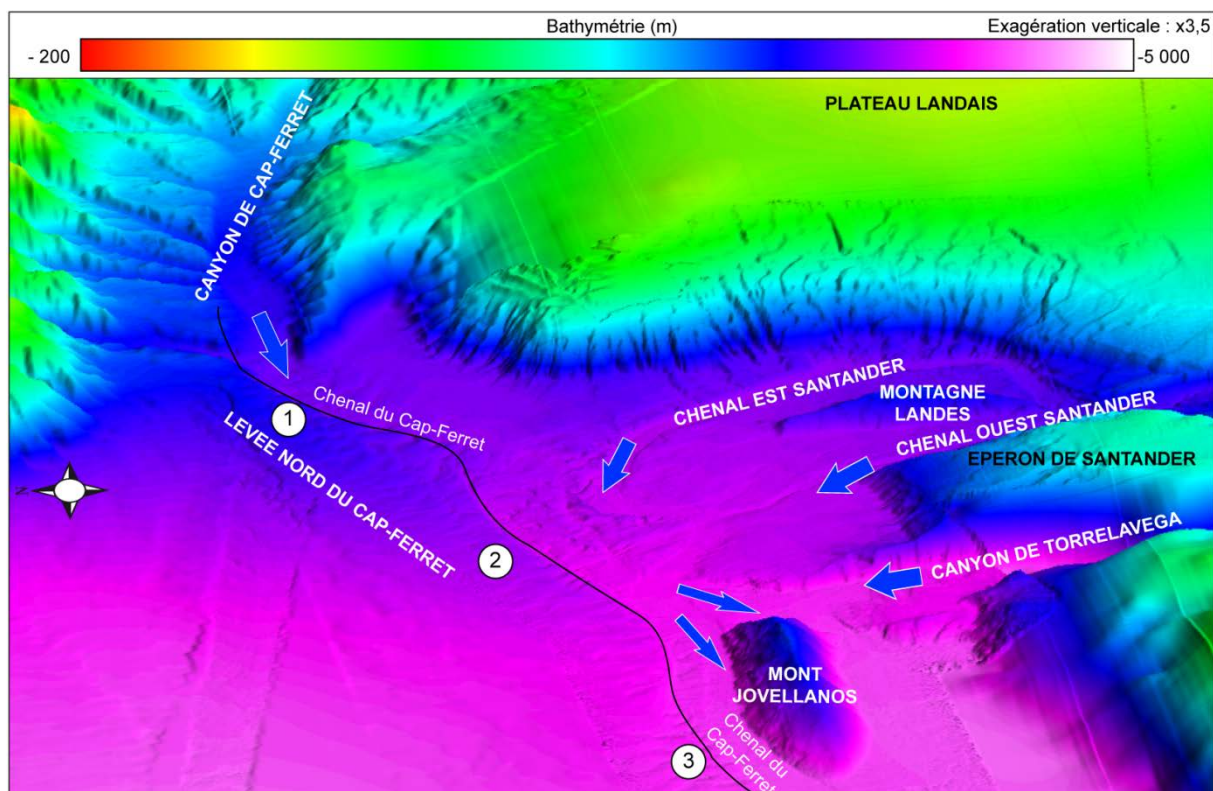 Bathymétrie (m)
Exagération verticale : x3,5
- 200
-5 000
PLATEAU LANDAIS
CANYON DE CAP-FERRET
CHENAL EST SANTANDER
MONTAGNE
LANDES
CHENAL OUEST SANTANDER
Chenal du Cap-Ferret
1
LEVEE NORD DU CAP-FERRET
EPERON DE SANTANDER
N
2
CANYON DE TORRELAVEGA
MONT
JOVELLANOS
Chenal du
Cap-Ferret
3